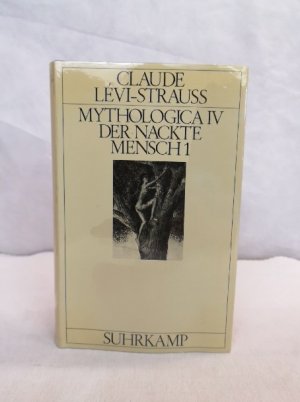 CLAUDE
LÉVI-STRAUSS
MYTHOLOGICA IV
DER NACKTE
MENSCH 1
SUHRKAMP